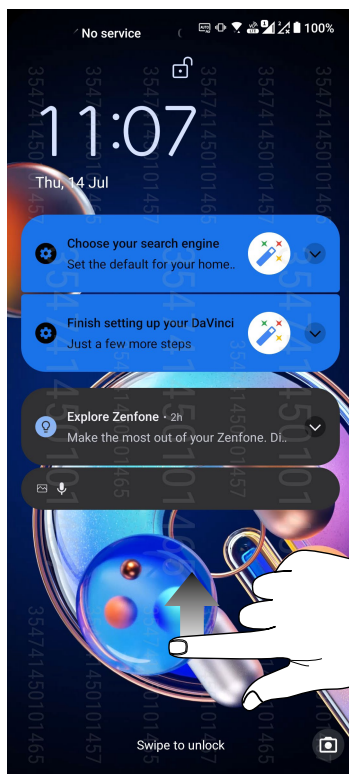 No service
100%
11:07
Thu, 14 Jul
Choose your search engine
Set the default for your home..
Finish setting up your DaVinci
Just a few more steps
Explore Zenfone · 2h
Make the most out of your Zenfone. Di..
Swipe to unlock